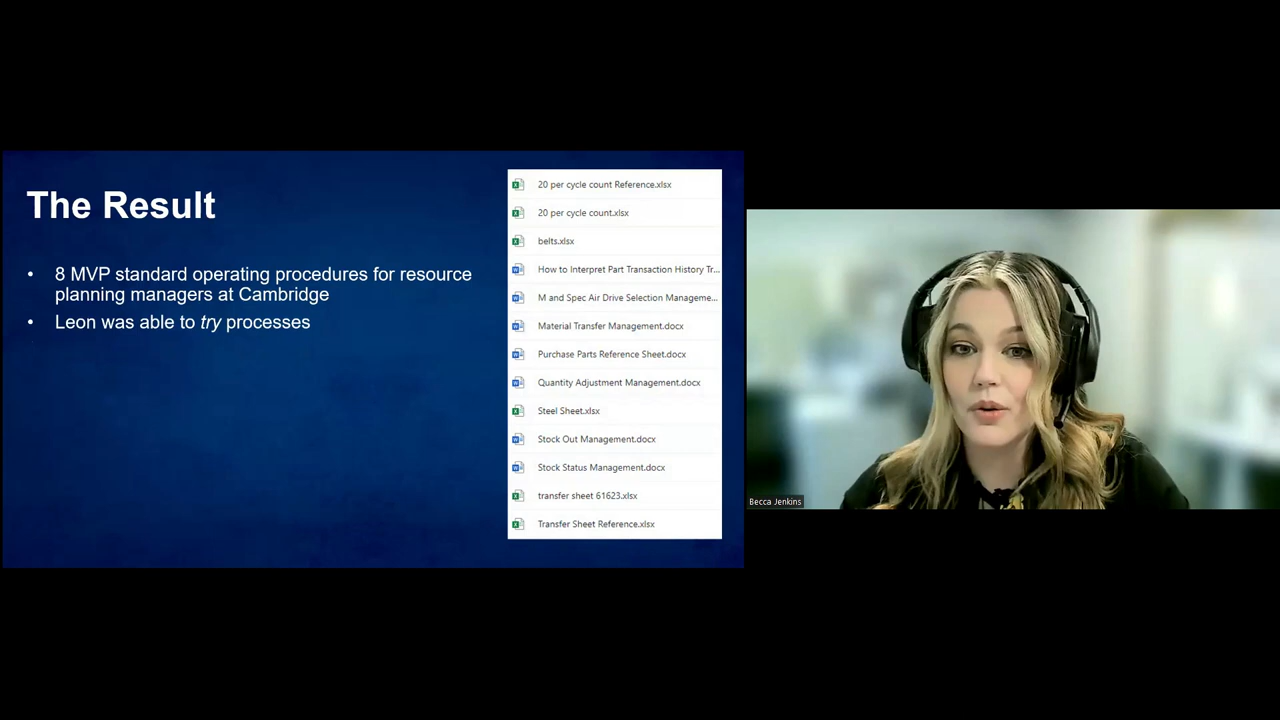 The Result
• 8 MVP standard operating procedures for resource
planning managers at Cambridge
• Leon was able to try processes
20 per cycle count Reference.xlsx
20 per cycle count.xlsx
belts.xlsx
How to Interpret Part Transaction History Tr...
M and Spec Air Drive Selection Manageme...
Material Transfer Management.docx
Purchase Parts Reference Sheet.docx
Quantity Adjustment Management.docx
Steel Sheet.xlsx
Stock Out Management.docx
Stock Status Management.docx
transfer sheet 61623.xlsx
Transfer Sheet Reference.xlsx
Becca Jenkins